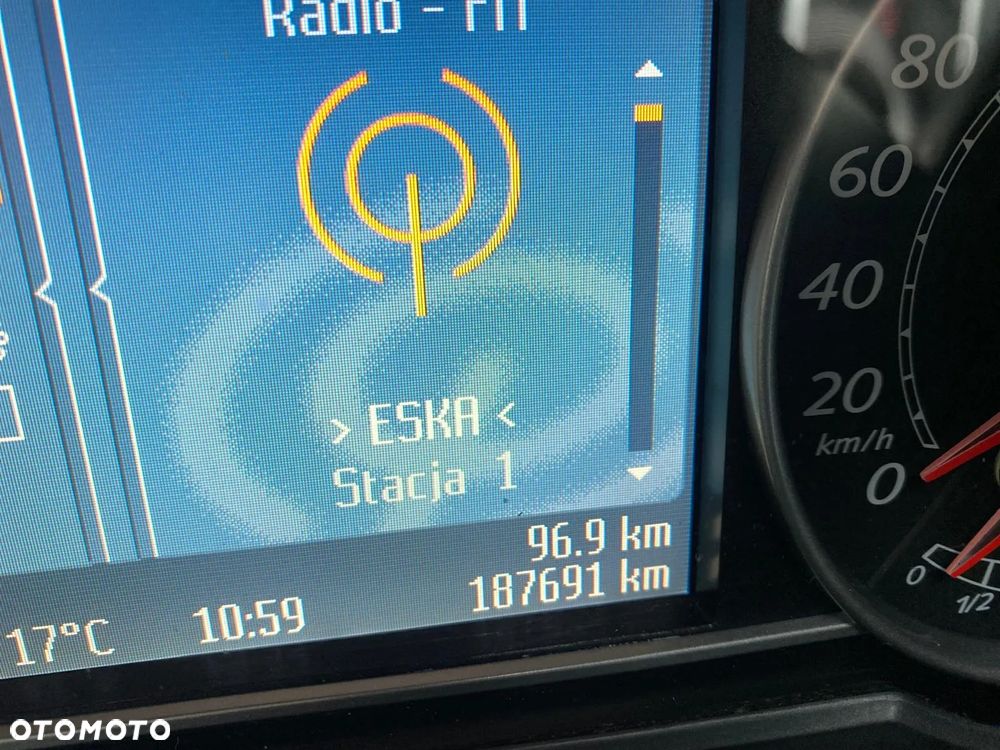 Radio - FM
> ESKA <
Stacja 1
96.9 km
187691 km
17°C
10:59
80
60
40
20
km/h
0
0
1/2
OTOMOTO